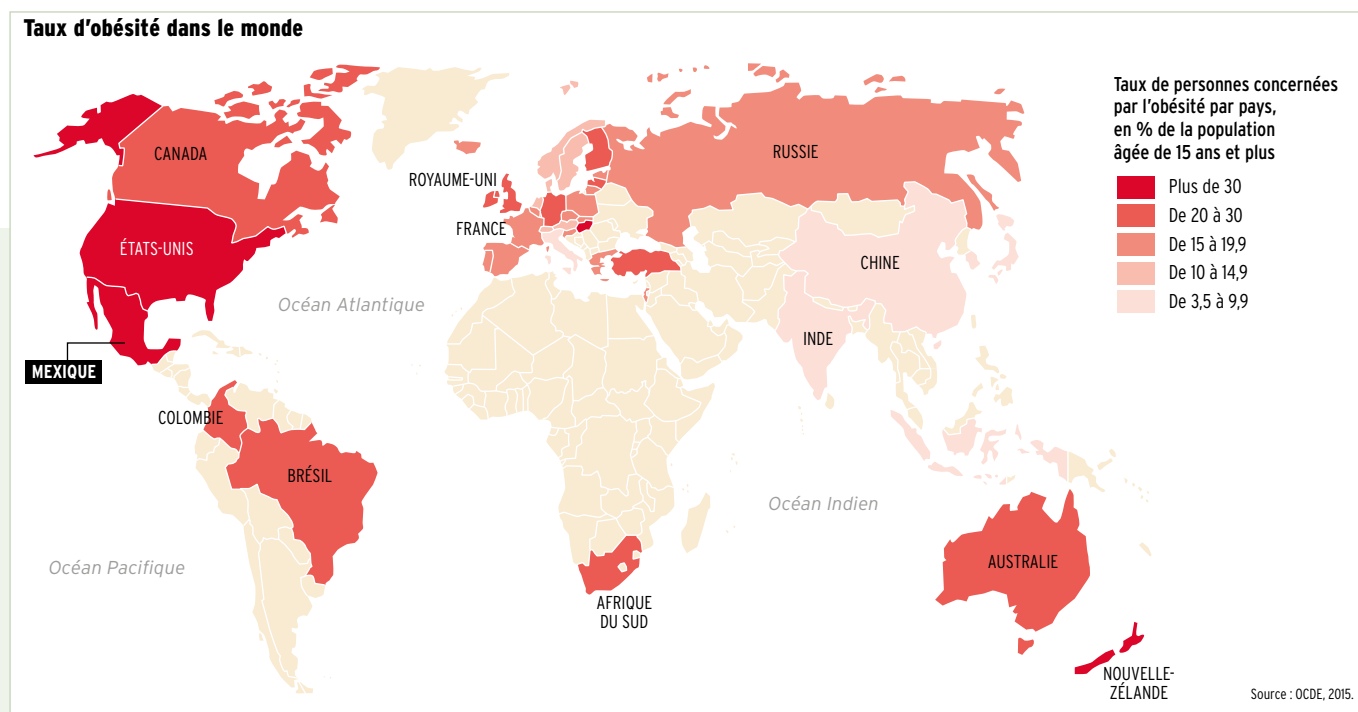 Taux d'obésité dans le monde
Taux de personnes concernées
par l'obésité par pays,
en % de la population
âgée de 15 ans et plus
Plus de 30
De 20 à 30
De 15 à 19,9
De 10 à 14,9
De 3,5 à 9,9
CANADA
ROYAUME-UNI
RUSSIE
FRANCE
ÉTATS-UNIS
CHINE
Océan Atlantique
INDE
MEXIQUE
COLOMBIE
BRÉSIL
Océan Indien
Océan Pacifique
AUSTRALIE
AFRIQUE
DU SUD
NOUVELLE-
ZÉLANDE
Source : OCDE, 2015.